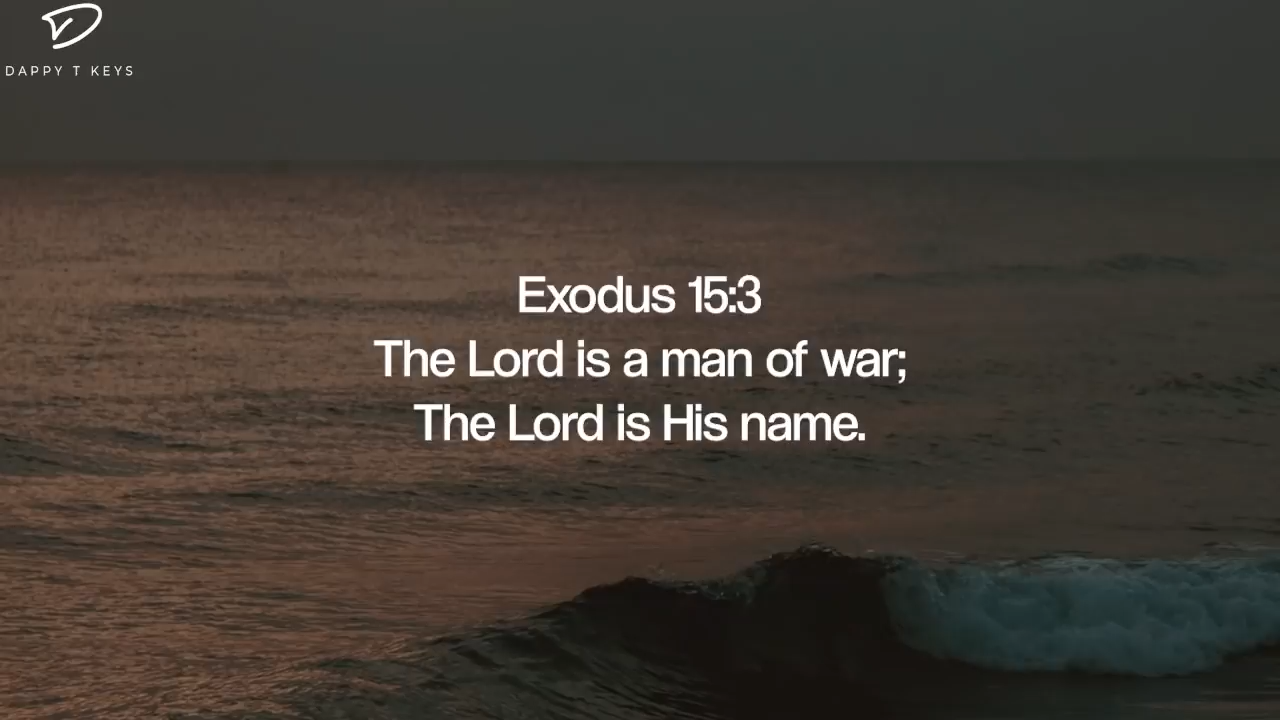 DAPPY T KEYS
Exodus 15:3
The Lord is a man of war;
The Lord is His name.